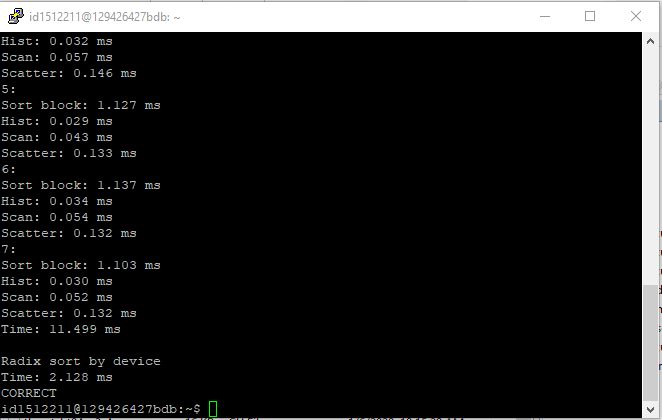 id1512211@129426427bdb: ~
Hist: 0.032 ms
Scan: 0.057 ms
Scatter: 0.146 ms
5:
Sort block: 1.127 ms
Hist: 0.029 ms
Scan: 0.043 ms
Scatter: 0.133 ms
6:
Sort block: 1.137 ms
Hist: 0.034 ms
Scan: 0.054 ms
Scatter: 0.132 ms
7:
Sort block: 1.103 ms
Hist: 0.030 ms
Scan: 0.052 ms
Scatter: 0.132 ms
Time: 11.499 ms

Radix sort by device
Time: 2.128 ms
CORRECT
id1512211@129426427bdb:~$